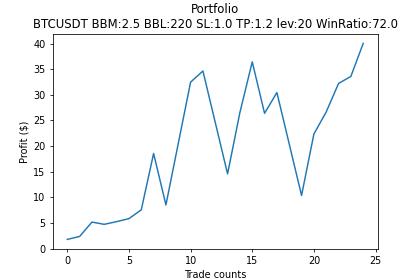 Portfolio
BTCUSDT BBM:2.5 BBL:220 SL:1.0 TP:1.2 lev:20 WinRatio:72.0
40
35
30
25
20
15
10
5
0
Profit ($)
0 5 10 15 20 25
Trade counts